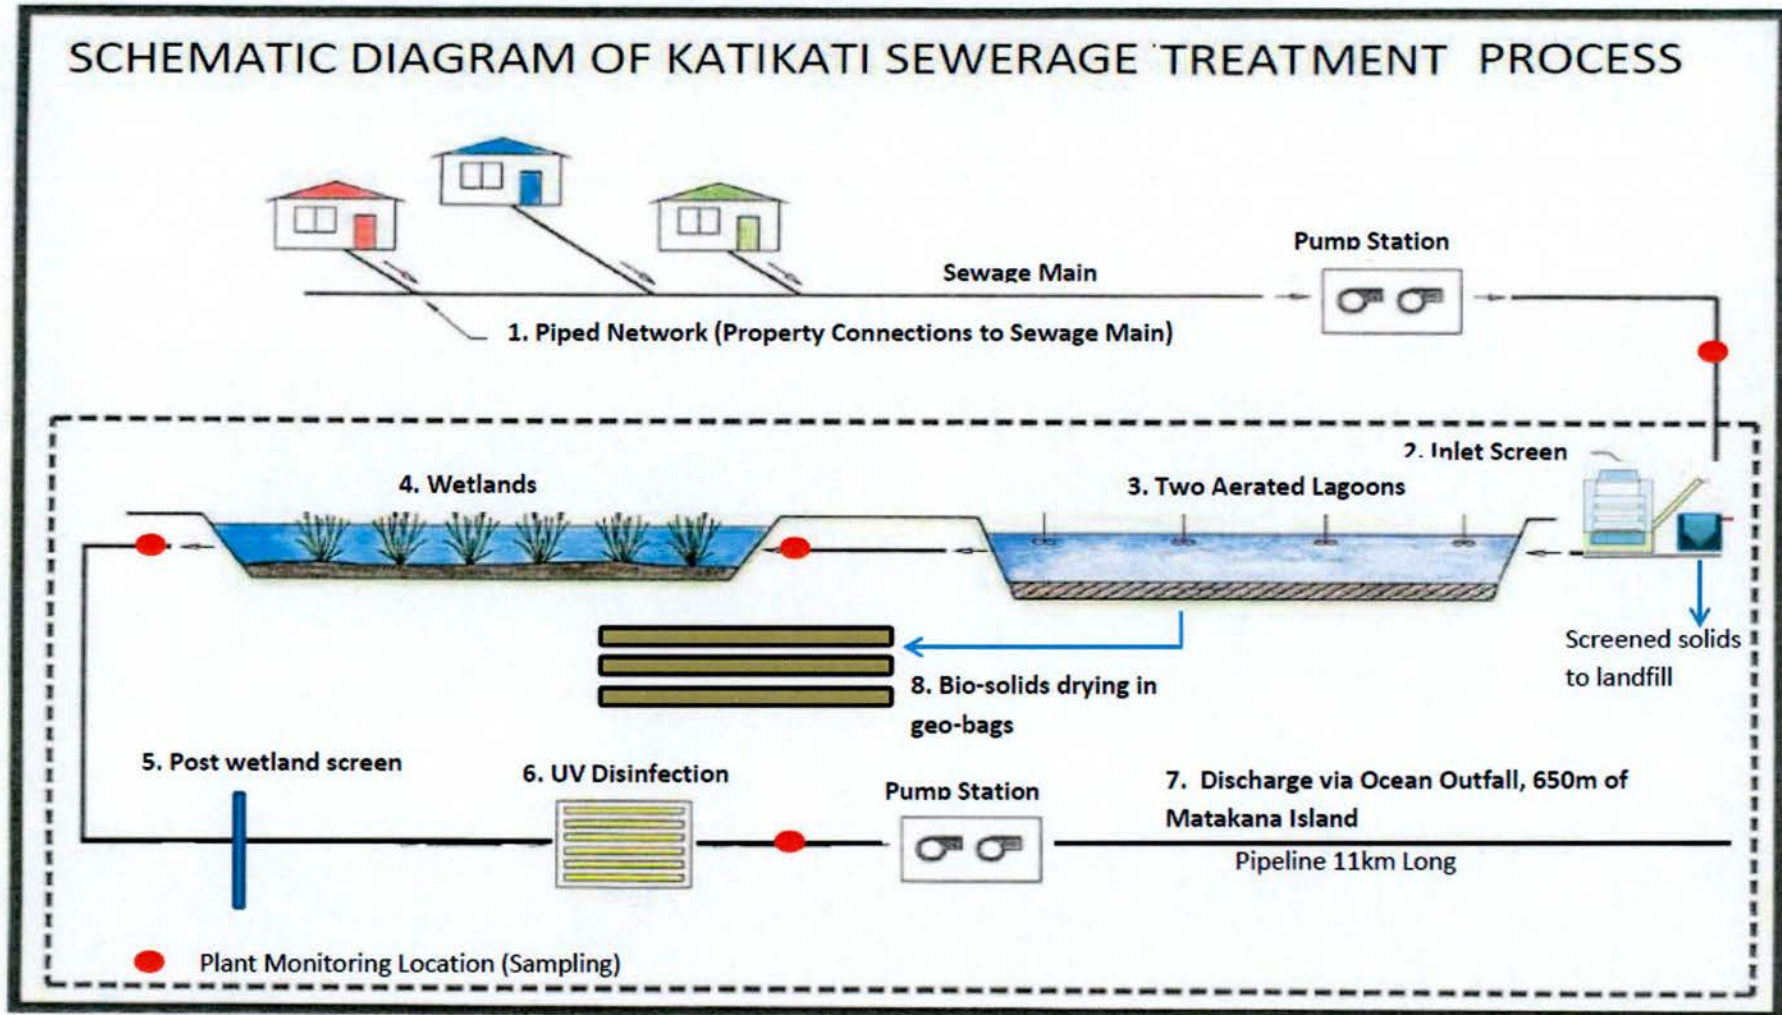 SCHEMATIC DIAGRAM OF KATIKATI SEWERAGE TREATMENT PROCESS
Pump Station
Sewage Main
1. Piped Network (Property Connections to Sewage Main)
2. Inlet Screen
4. Wetlands
3. Two Aerated Lagoons
Screened solids
to landfill
8. Bio-solids drying in
geo-bags
5. Post wetland screen
6. UV Disinfection
Pump Station
7. Discharge via Ocean Outfall, 650m of
Matakana Island
Pipeline 11km Long
Plant Monitoring Location (Sampling)